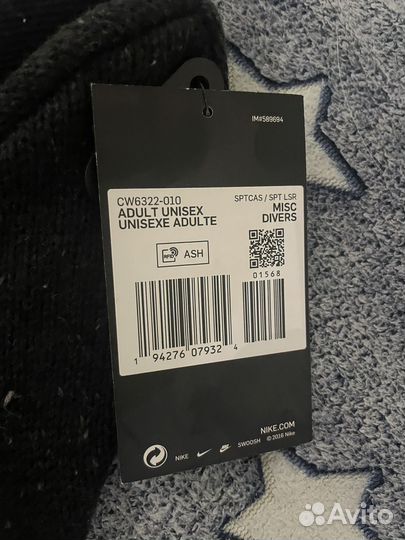 IM#589694
CW6322-010
ADULT UNISEX
UNISEXE ADULTE
SPTCAS / SPT LSR
MISC
DIVERS
RFID
ASH
01568
1 94276 07932 4
NIKE.COM
NIKE
SWOOSH
© 2018 Nike
Avito